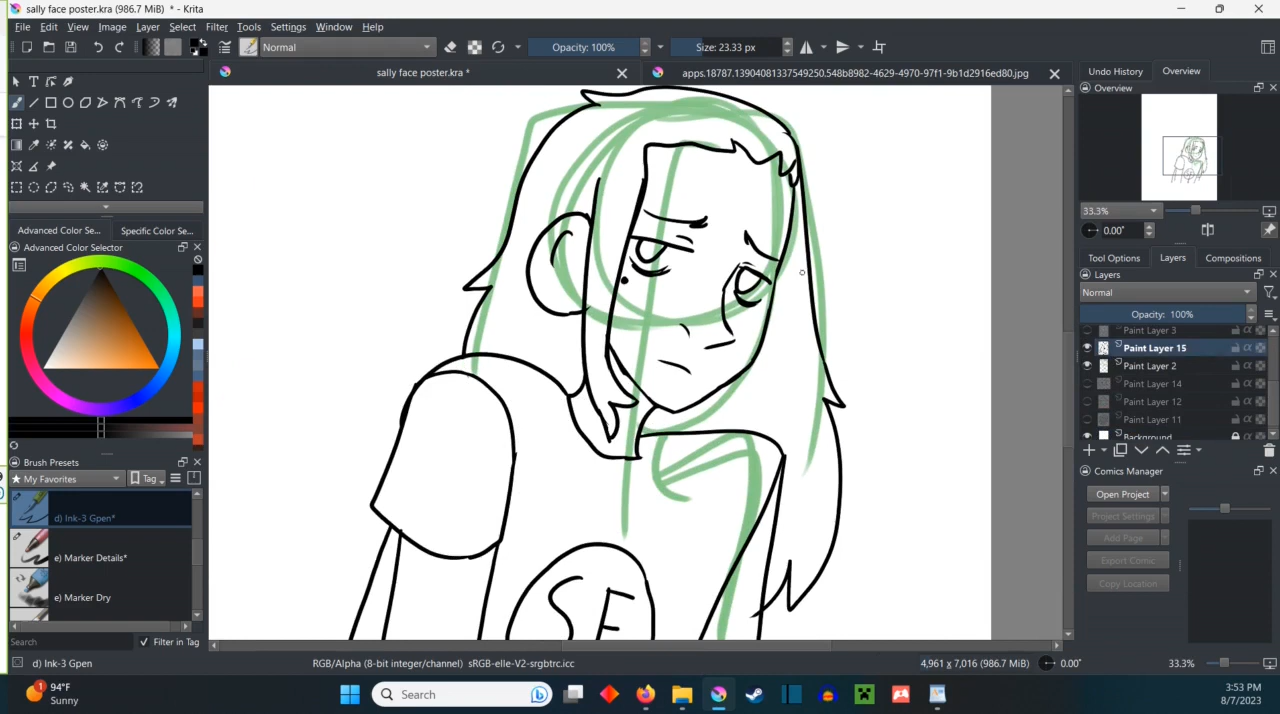 sally face poster.kra (986.7 MiB) * - Krita
File Edit View Image Layer Select Filter Tools Settings Window Help
Normal Opacity: 100% Size: 23.33 px
sally face poster.kra * apps.18787.13904081337549250.548b8982-4629-4970-97f1-9b1d2916ed80.jpg
Undo History Overview
Overview
33.3%
0.00°
Advanced Color Se... Specific Color Se...
Advanced Color Selector
Tool Options Layers Compositions
Layers
Normal
Opacity: 100%
Paint Layer 3
Paint Layer 15
Paint Layer 2
Paint Layer 14
Paint Layer 12
Paint Layer 11
Background
Brush Presets
My Favorites Tag
d) Ink-3 Gpen*
e) Marker Details*
e) Marker Dry
Search Filter in Tag
Comics Manager
Open Project
Project Settings
Add Page
Export Comic
Copy Location
SF
d) Ink-3 Gpen RGB/Alpha (8-bit integer/channel) sRGB-elle-V2-srgbtrc.icc 4,961 x 7,016 (986.7 MiB) 0.00° 33.3%
1
94°F
Sunny
Search
3:53 PM
8/7/2023